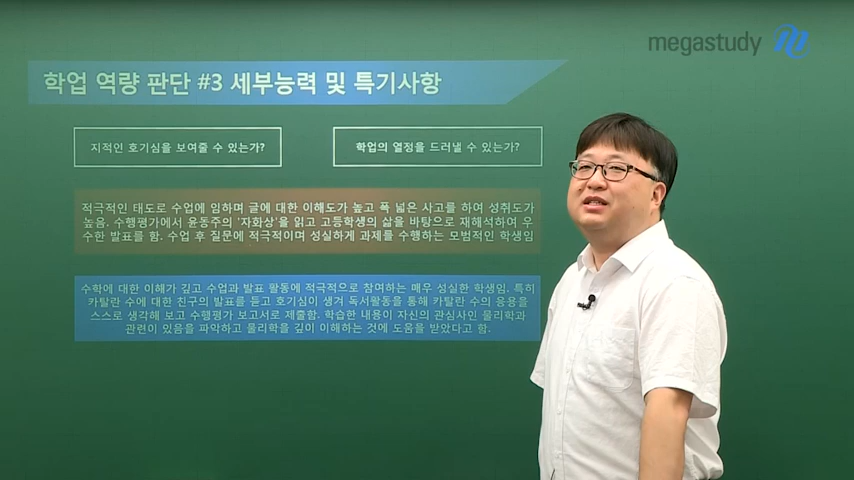 megastudy
학업 역량 판단 #3 세부능력 및 특기사항
지적인 호기심을 보여줄 수 있는가?
학업의 열정을 드러낼 수 있는가?
적극적인 태도로 수업에 임하며 글에 대한 이해도가 높고 폭 넓은 사고를 하여 성취도가
높음. 수행평가에서 윤동주의 '자화상'을 읽고 고등학생의 삶을 바탕으로 재해석하여 우
수한 발표를 함. 수업 후 질문에 적극적이며 성실하게 과제를 수행하는 모범적인 학생임
수학에 대한 이해가 깊고 수업과 발표 활동에 적극적으로 참여하는 매우 성실한 학생임. 특히
카탈란 수에 대한 친구의 발표를 듣고 호기심이 생겨 독서활동을 통해 카탈란 수의 응용을
스스로 생각해 보고 수행평가 보고서로 제출함. 학습한 내용이 자신의 관심사인 물리학과
관련이 있음을 파악하고 물리학을 깊이 이해하는 것에 도움을 받았다고 함.